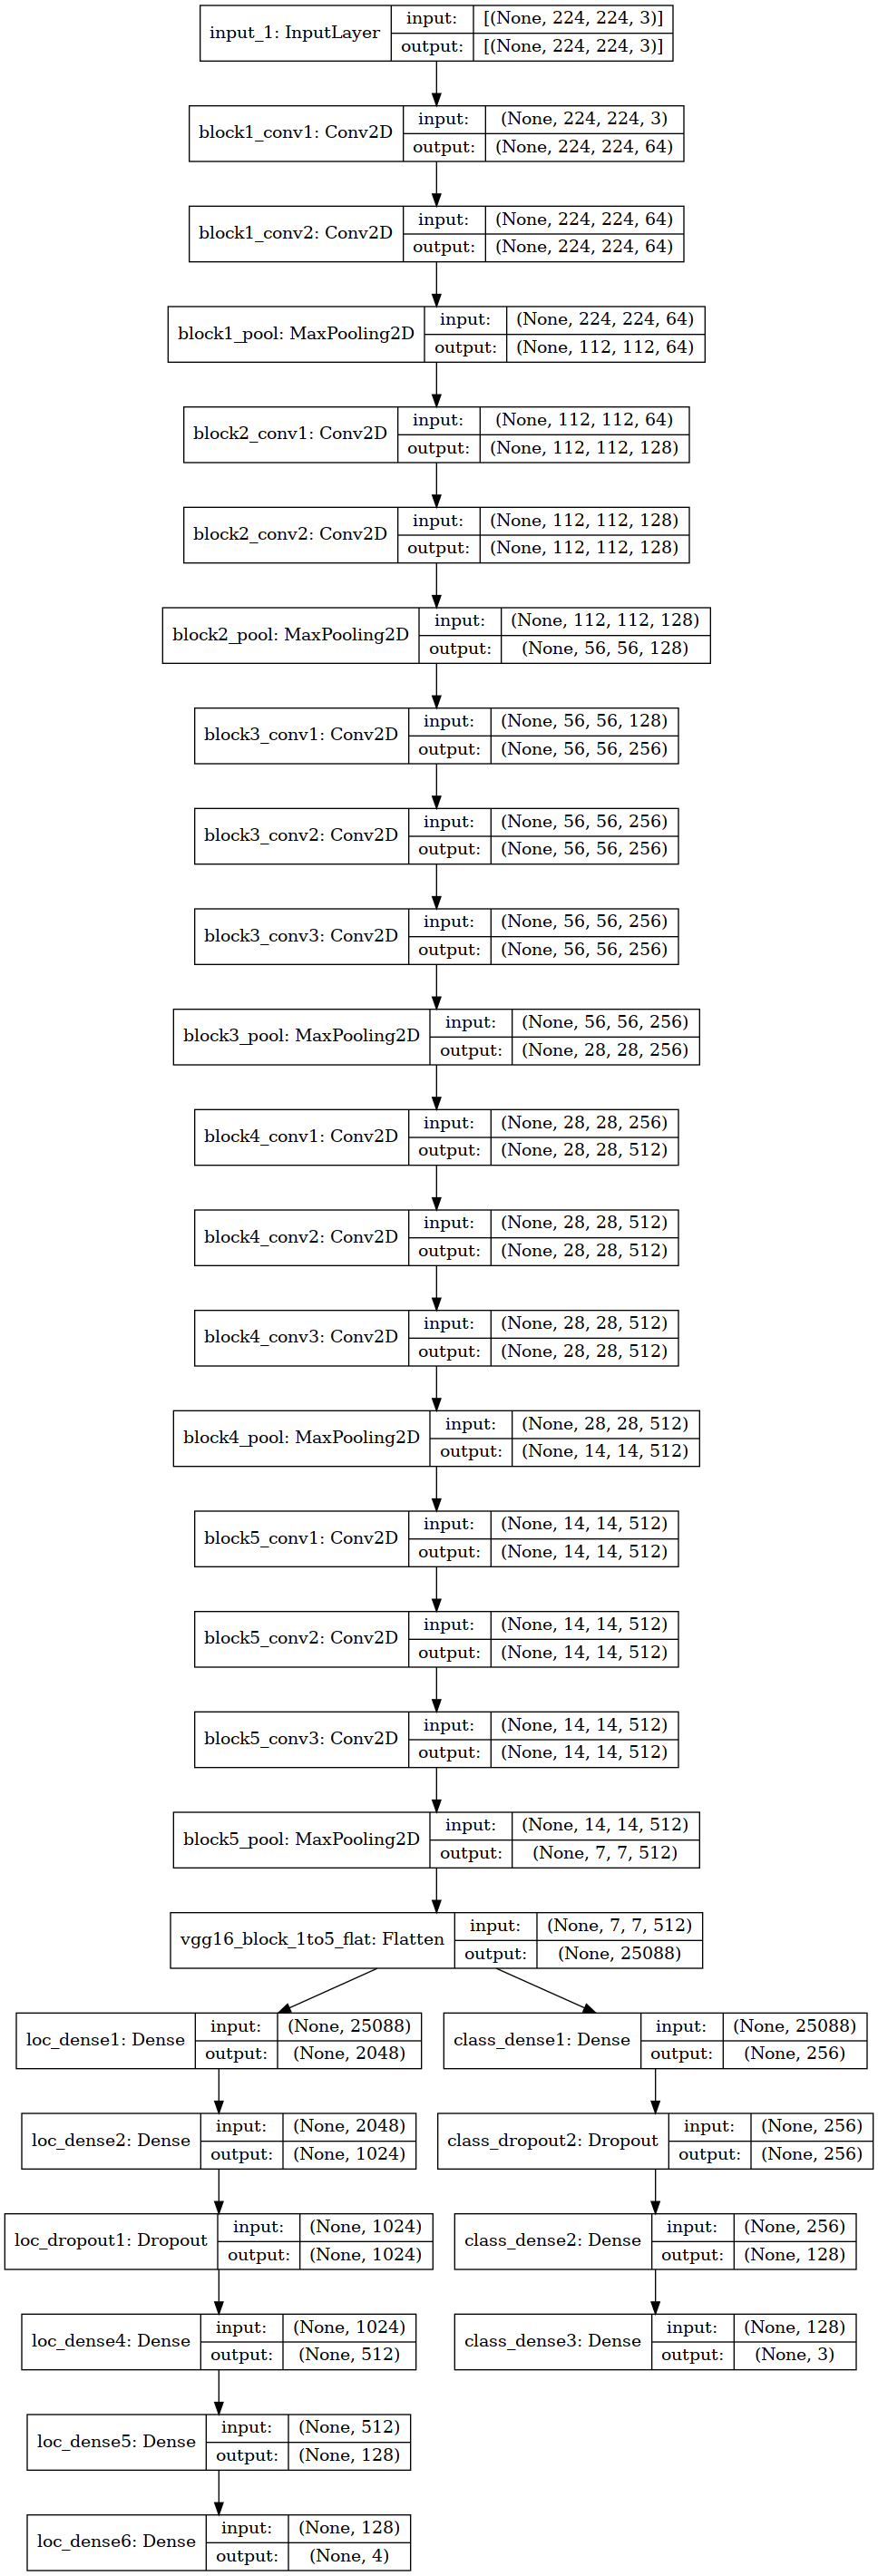 input_1: InputLayer
input: [(None, 224, 224, 3)]
output: [(None, 224, 224, 3)]
block1_conv1: Conv2D
input: (None, 224, 224, 3)
output: (None, 224, 224, 64)
block1_conv2: Conv2D
input: (None, 224, 224, 64)
output: (None, 224, 224, 64)
block1_pool: MaxPooling2D
input: (None, 224, 224, 64)
output: (None, 112, 112, 64)
block2_conv1: Conv2D
input: (None, 112, 112, 64)
output: (None, 112, 112, 128)
block2_conv2: Conv2D
input: (None, 112, 112, 128)
output: (None, 112, 112, 128)
block2_pool: MaxPooling2D
input: (None, 112, 112, 128)
output: (None, 56, 56, 128)
block3_conv1: Conv2D
input: (None, 56, 56, 128)
output: (None, 56, 56, 256)
block3_conv2: Conv2D
input: (None, 56, 56, 256)
output: (None, 56, 56, 256)
block3_conv3: Conv2D
input: (None, 56, 56, 256)
output: (None, 56, 56, 256)
block3_pool: MaxPooling2D
input: (None, 56, 56, 256)
output: (None, 28, 28, 256)
block4_conv1: Conv2D
input: (None, 28, 28, 256)
output: (None, 28, 28, 512)
block4_conv2: Conv2D
input: (None, 28, 28, 512)
output: (None, 28, 28, 512)
block4_conv3: Conv2D
input: (None, 28, 28, 512)
output: (None, 28, 28, 512)
block4_pool: MaxPooling2D
input: (None, 28, 28, 512)
output: (None, 14, 14, 512)
block5_conv1: Conv2D
input: (None, 14, 14, 512)
output: (None, 14, 14, 512)
block5_conv2: Conv2D
input: (None, 14, 14, 512)
output: (None, 14, 14, 512)
block5_conv3: Conv2D
input: (None, 14, 14, 512)
output: (None, 14, 14, 512)
block5_pool: MaxPooling2D
input: (None, 14, 14, 512)
output: (None, 7, 7, 512)
vgg16_block_1to5_flat: Flatten
input: (None, 7, 7, 512)
output: (None, 25088)
loc_dense1: Dense
input: (None, 25088)
output: (None, 2048)
class_dense1: Dense
input: (None, 25088)
output: (None, 256)
loc_dense2: Dense
input: (None, 2048)
output: (None, 1024)
class_dropout2: Dropout
input: (None, 256)
output: (None, 256)
loc_dropout1: Dropout
input: (None, 1024)
output: (None, 1024)
class_dense2: Dense
input: (None, 256)
output: (None, 128)
loc_dense4: Dense
input: (None, 1024)
output: (None, 512)
class_dense3: Dense
input: (None, 128)
output: (None, 3)
loc_dense5: Dense
input: (None, 512)
output: (None, 128)
loc_dense6: Dense
input: (None, 128)
output: (None, 4)